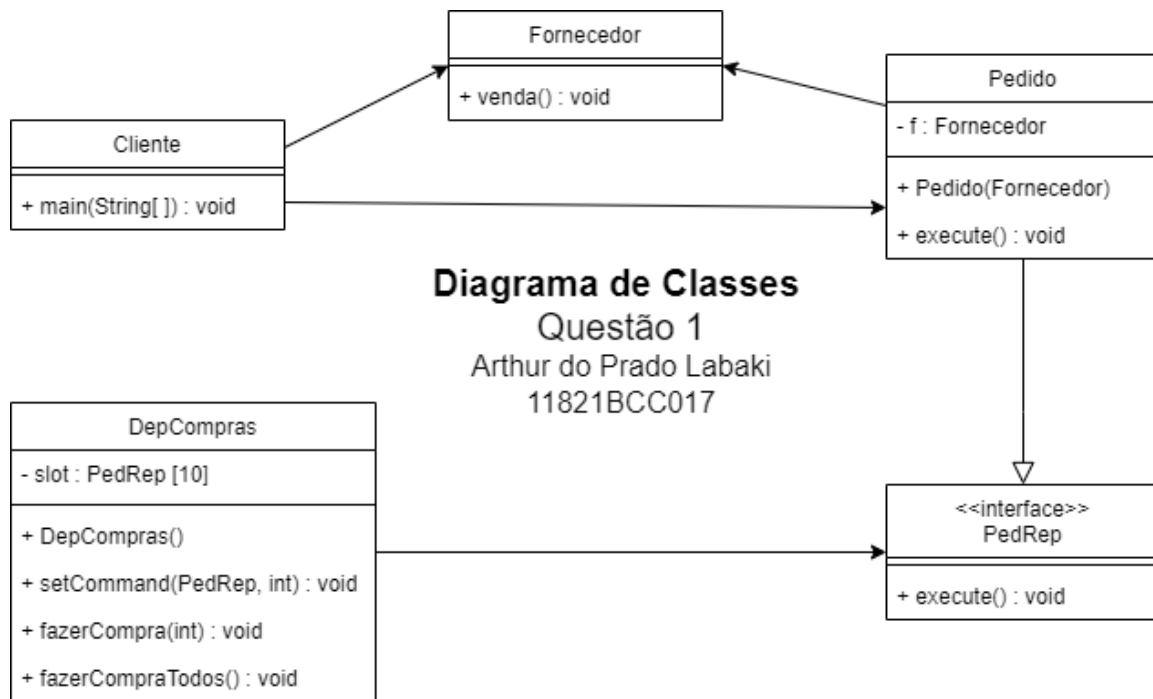 Fornecedor
+ venda() : void
Cliente
+ main(String[ ]) : void
Pedido
- f : Fornecedor
+ Pedido(Fornecedor)
+ execute() : void
Diagrama de Classes
Questão 1
Arthur do Prado Labaki
11821BCC017
DepCompras
- slot : PedRep [10]
+ DepCompras()
+ setCommand(PedRep, int) : void
+ fazerCompra(int) : void
+ fazerCompraTodos() : void
<<interface>>
PedRep
+ execute() : void